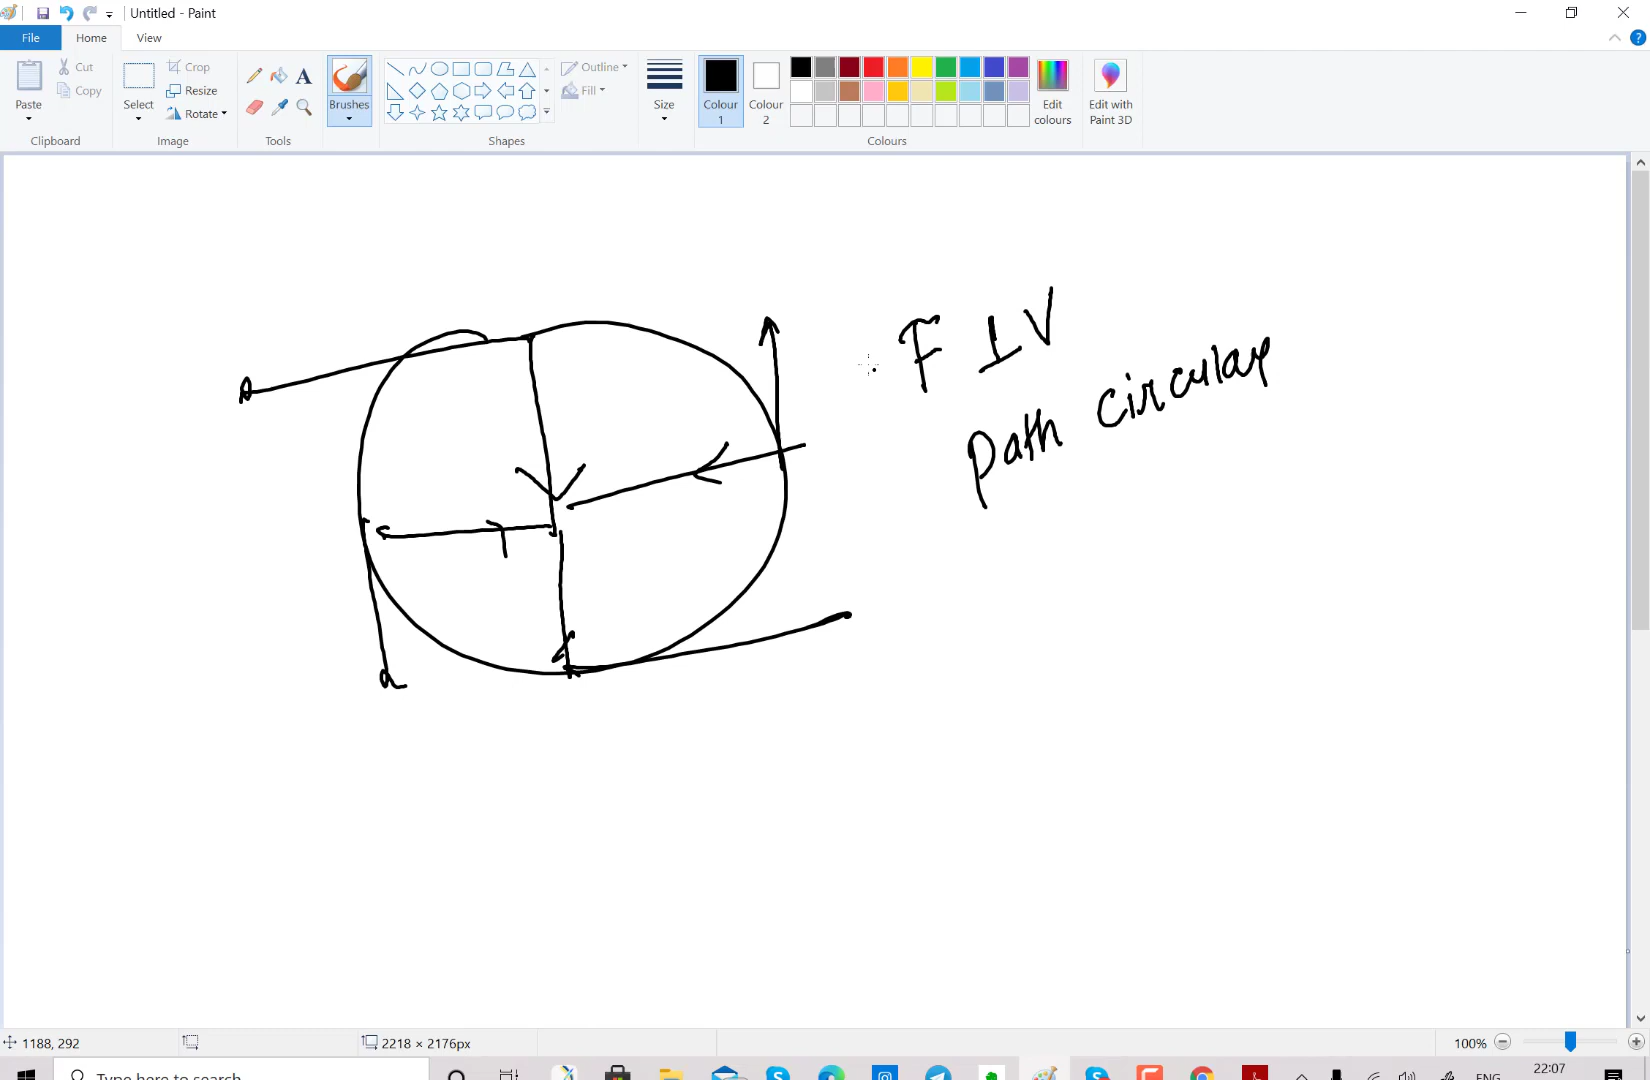 Untitled - Paint
File Home View
Cut
Copy
Paste
Clipboard
Crop
Resize
Rotate
Select
Image
Tools
Brushes
Outline
Fill
Shapes
Size
Colour 1
Colour 2
Edit colours
Edit with Paint 3D
Colours
F ⊥ V
path circular
1188, 292
2218 × 2176px
100%
Type here to search
ENG
22:07